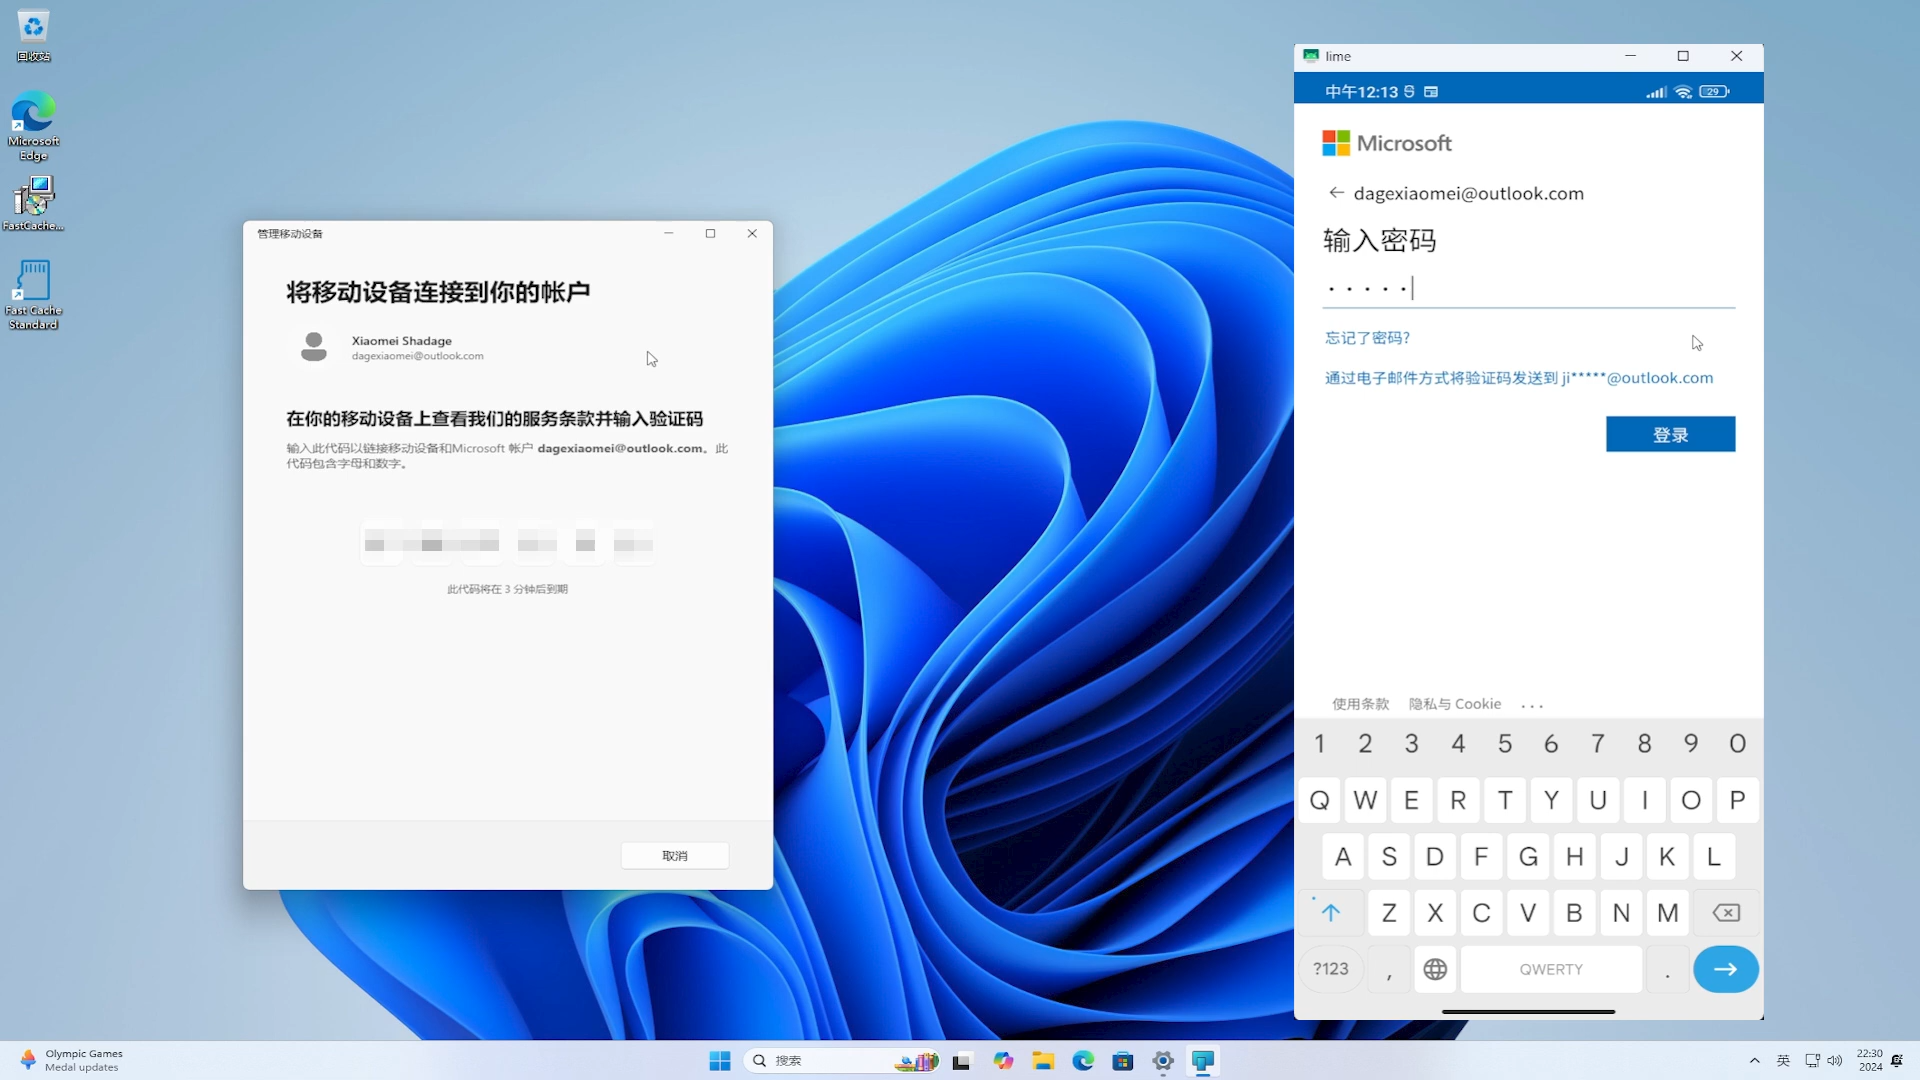 回收站
Microsoft
Edge
FastCache...
Fast Cache
Standard
管理移动设备
将移动设备连接到你的帐户
Xiaomei Shadage
dagexiaomei@outlook.com
在你的移动设备上查看我们的服务条款并输入验证码
输入此代码以链接移动设备和Microsoft 帐户 dagexiaomei@outlook.com。此
代码包含字母和数字。
此代码将在 3 分钟后到期
取消
lime
中午12:13
29
Microsoft
dagexiaomei@outlook.com
输入密码
忘记了密码?
通过电子邮件方式将验证码发送到 ji*****@outlook.com
登录
使用条款 隐私与 Cookie ...
1 2 3 4 5 6 7 8 9 0
Q W E R T Y U I O P
A S D F G H J K L
Z X C V B N M
?123 , QWERTY .
Olympic Games
Medal updates
搜索
英
22:30
2024